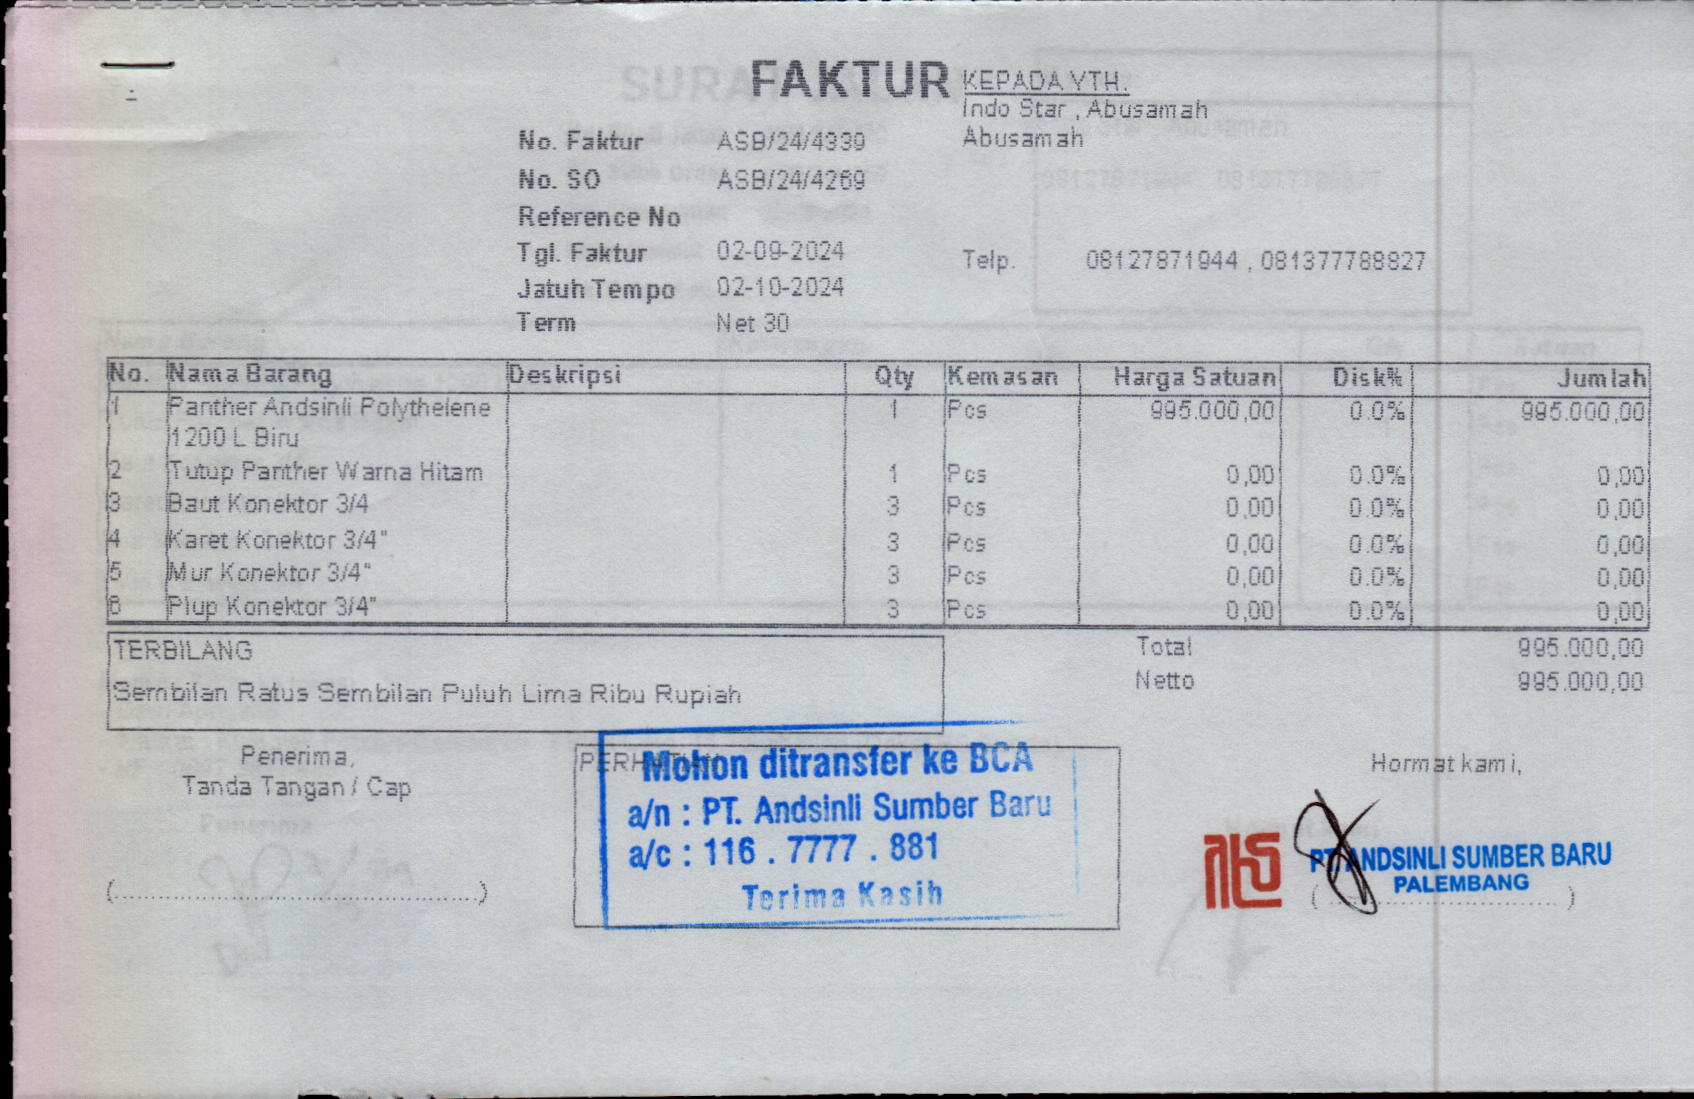 FAKTUR
KEPADA YTH.
Indo Star , Abusamah
Abusamah
No. Faktur ASB/24/4339
No. SO ASB/24/4269
Reference No
Tgl. Faktur 02-09-2024
Telp. 08127871944 , 081377788827
Jatuh Tempo 02-10-2024
Term Net 30
No. Nama Barang Deskripsi Qty Kemasan Harga Satuan Disk% Jumlah
1 Panther Andsinli Polythelene 1 Pcs 995.000,00 0.0% 995.000,00
1200 L Biru
2 Tutup Panther Warna Hitam 1 Pcs 0,00 0.0% 0,00
3 Baut Konektor 3/4 3 Pcs 0,00 0.0% 0,00
4 Karet Konektor 3/4" 3 Pcs 0,00 0.0% 0,00
5 Mur Konektor 3/4" 3 Pcs 0,00 0.0% 0,00
6 Plup Konektor 3/4" 3 Pcs 0,00 0.0% 0,00
TERBILANG
Sembilan Ratus Sembilan Puluh Lima Ribu Rupiah
Total 995.000,00
Netto 995.000,00
Penerima,
Tanda Tangan / Cap
Mohon ditransfer ke BCA
a/n : PT. Andsinli Sumber Baru
a/c : 116 . 7777 . 881
Terima Kasih
Hormat kami,
PT. ANDSINLI SUMBER BARU
PALEMBANG